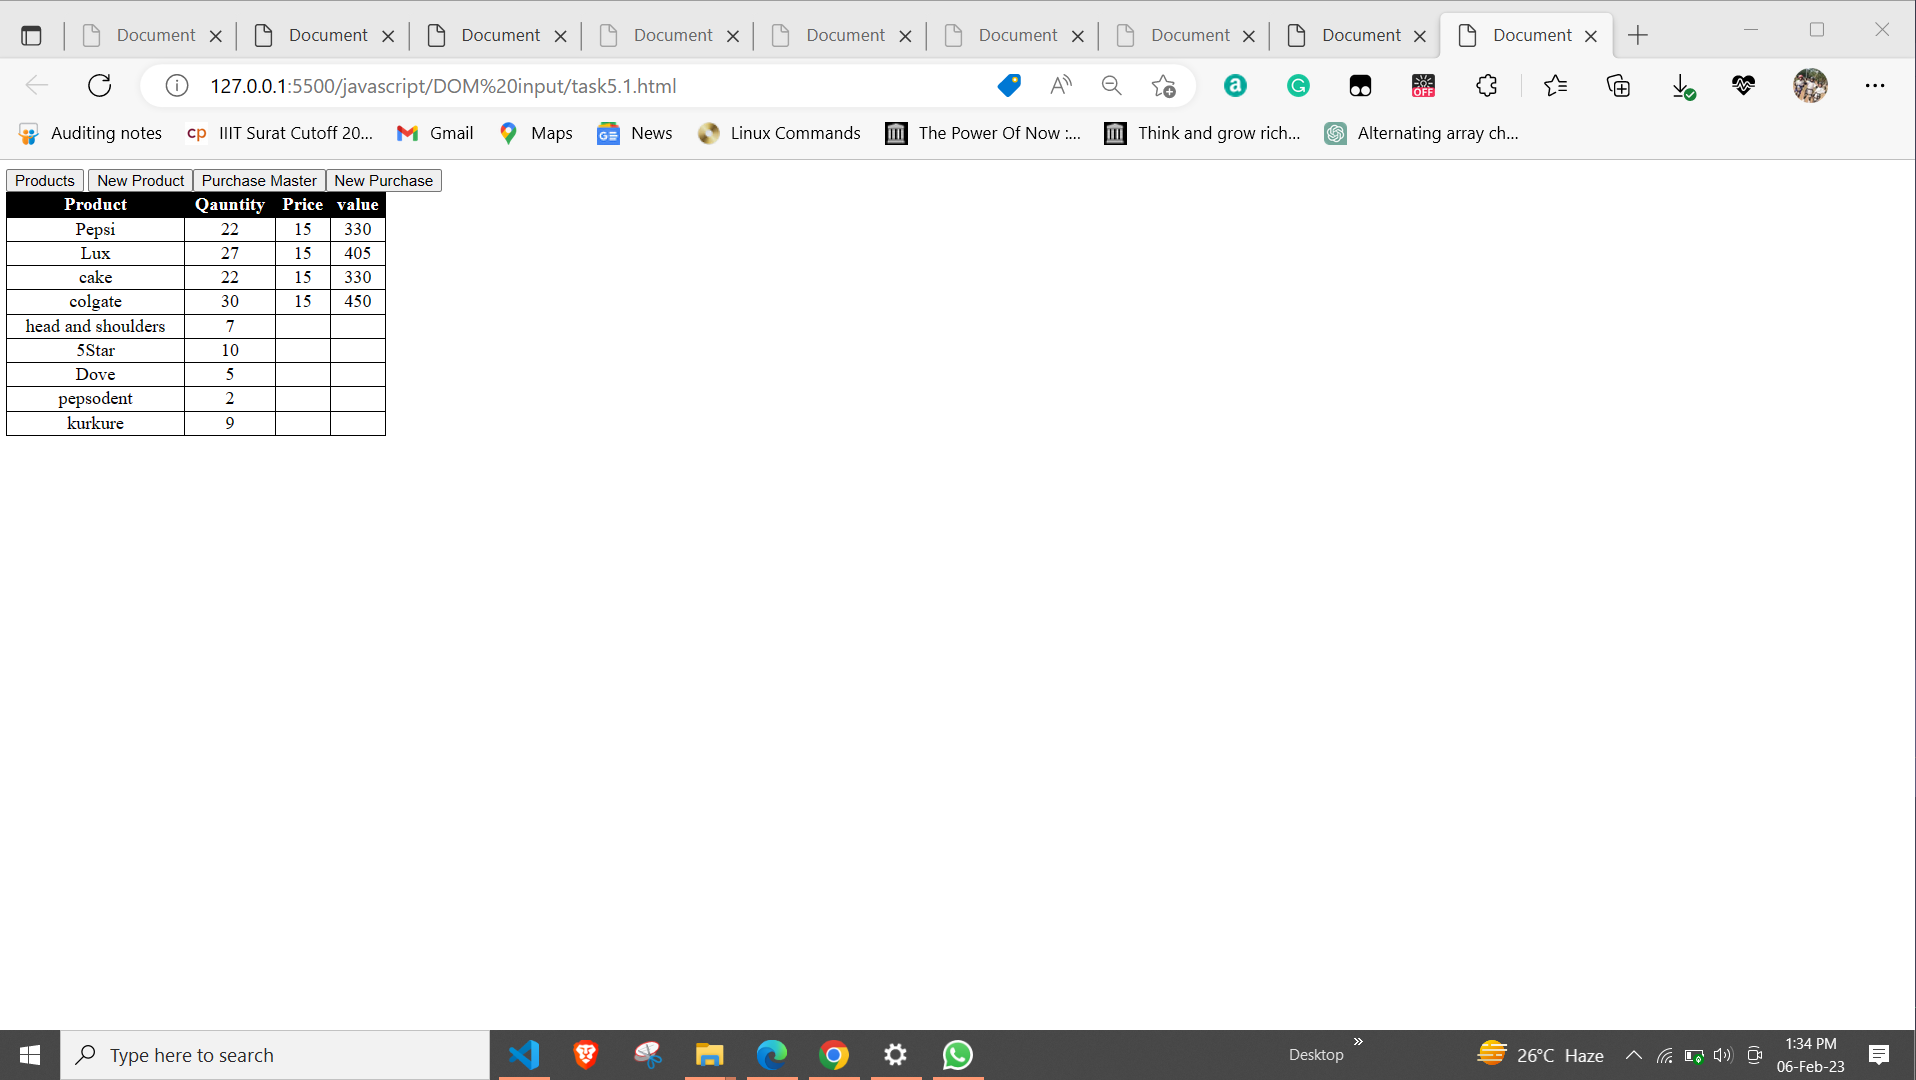 Document Document Document Document Document Document Document Document Document
127.0.0.1:5500/javascript/DOM%20input/task5.1.html
OFF
Auditing notes cp IIIT Surat Cutoff 20... Gmail Maps News Linux Commands The Power Of Now :... Think and grow rich... Alternating array ch...
Products New Product Purchase Master New Purchase
Product Qauntity Price value
Pepsi 22 15 330
Lux 27 15 405
cake 22 15 330
colgate 30 15 450
head and shoulders 7
5Star 10
Dove 5
pepsodent 2
kurkure 9
Type here to search Desktop 26°C Haze 1:34 PM
06-Feb-23